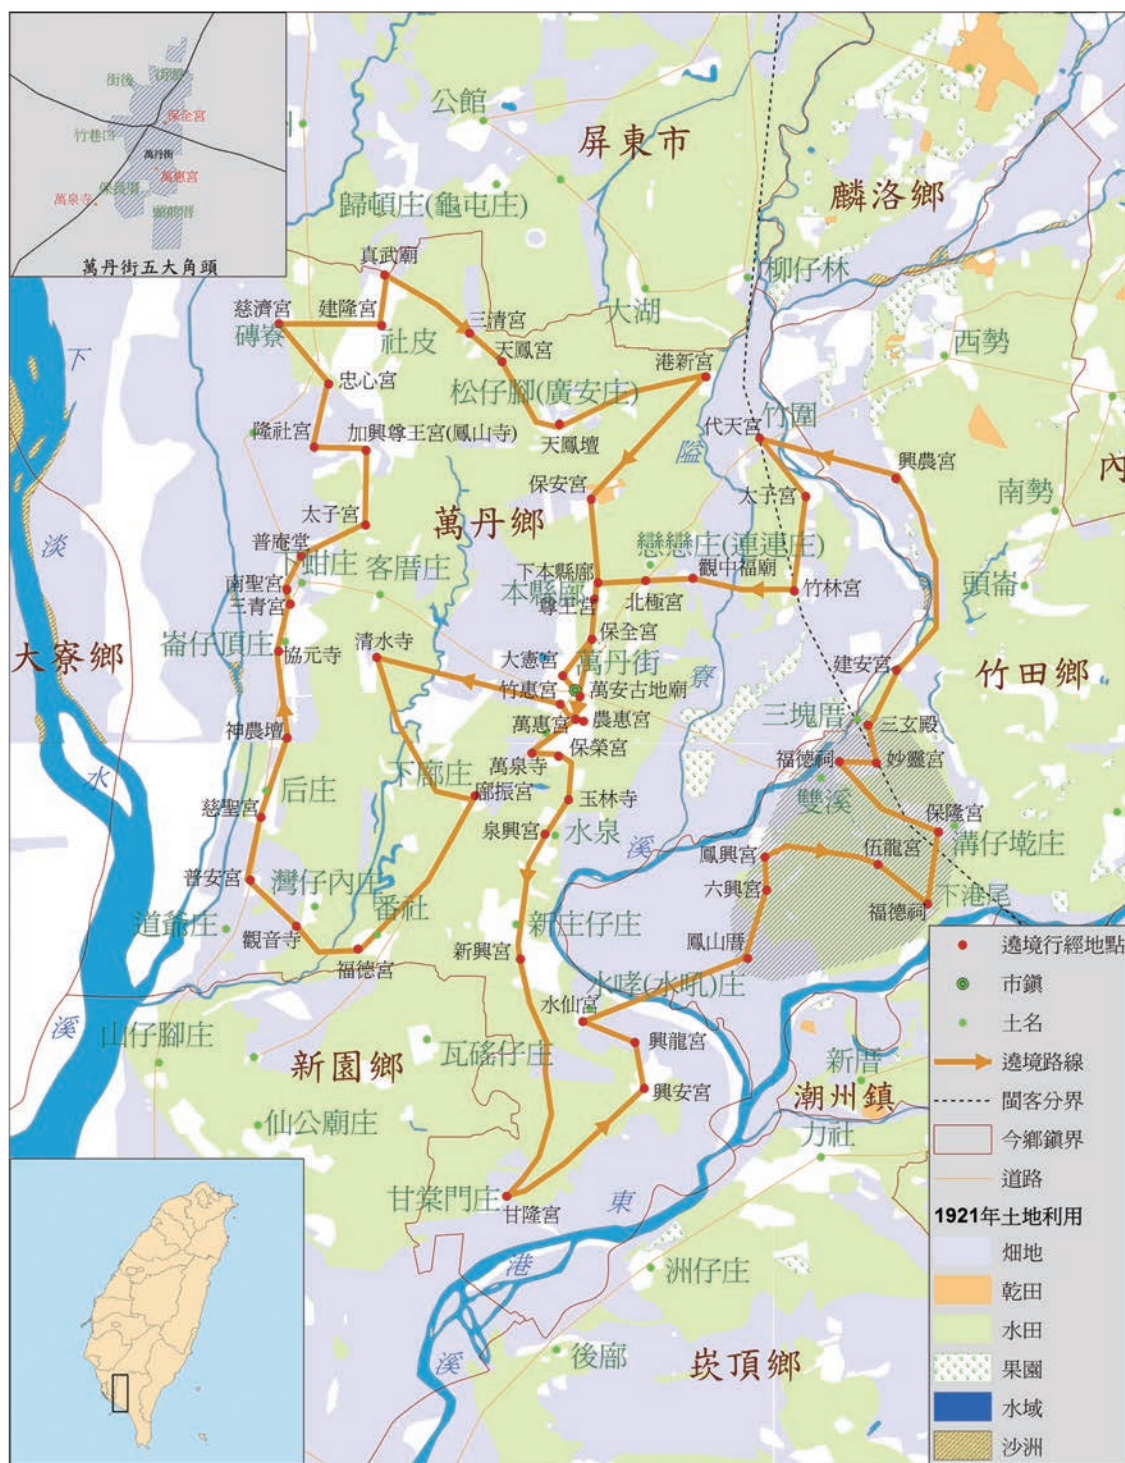 街後
竹巷口
保全宮
萬丹街
萬惠宮
保長厝
萬泉寺
頭前厝
萬丹街五大角頭
公館
屏東市
麟洛鄉
歸頓庄(龜屯庄)
真武廟
柳仔林
慈濟宮
建隆宮
大湖
磚寮
社皮
三清宮
西勢
天鳳宮
港新宮
下
忠心宮
松仔腳(廣安庄)
竹圍
隆社宮
加興尊王宮(鳳山寺)
天鳳壇
代天宮
隘
興農宮
內
保安宮
太子宮
南勢
太子宮
萬丹鄉
淡
普庵堂
下蚶庄
客厝庄
戀戀庄(連連庄)
觀中福廟
下本縣廍
本縣廍
南聖宮
尊王宮
北極宮
竹林宮
頭崙
三青宮
保全宮
大寮鄉
崙仔頂庄
協元寺
清水寺
大憲宮
萬丹街
建安宮
竹田鄉
竹惠宮
萬安古地廟
寮
神農壇
萬惠宮
農惠宮
三塊厝
三玄殿
水
萬泉寺
保榮宮
福德祠
妙靈宮
后庄
下廍庄
廍振宮
玉林寺
雙溪
慈聖宮
泉興宮
水泉
保隆宮
溪
鳳興宮
伍龍宮
溝仔墘庄
普安宮
灣仔內庄
六興宮
道爺庄
番社
福德祠
下港尾
觀音寺
新庄仔庄
福德宮
新興宮
鳳山厝
溪
水哮(水吼)庄
水仙宮
山仔腳庄
新園鄉
瓦磘仔庄
興龍宮
新厝
興安宮
潮州鎮
仙公廟庄
力社
甘棠門庄
甘隆宮
東
港
洲仔庄
溪
後廍
崁頂鄉
遶境行經地點
市鎮
土名
遶境路線
閩客分界
今鄉鎮界
道路
1921年土地利用
畑地
乾田
水田
果園
水域
沙洲